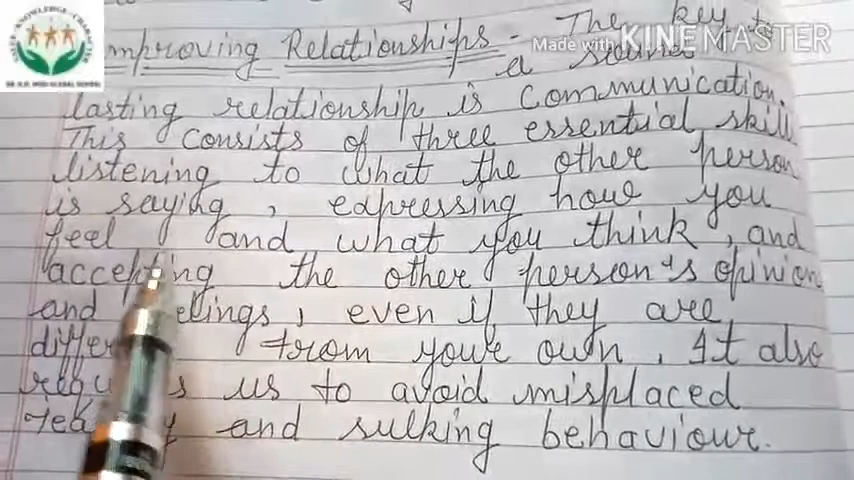 Improving Relationships - The key to
a sound
lasting relationship is communication.
This consists of three essential skill
listening to what the other person
is saying, expressing how you
feel and what you think, and
accepting the other person's opinion
and feelings, even if they are
from your own. It also
us to avoid misplaced
and sulking behaviour.
Made with KINEMASTER